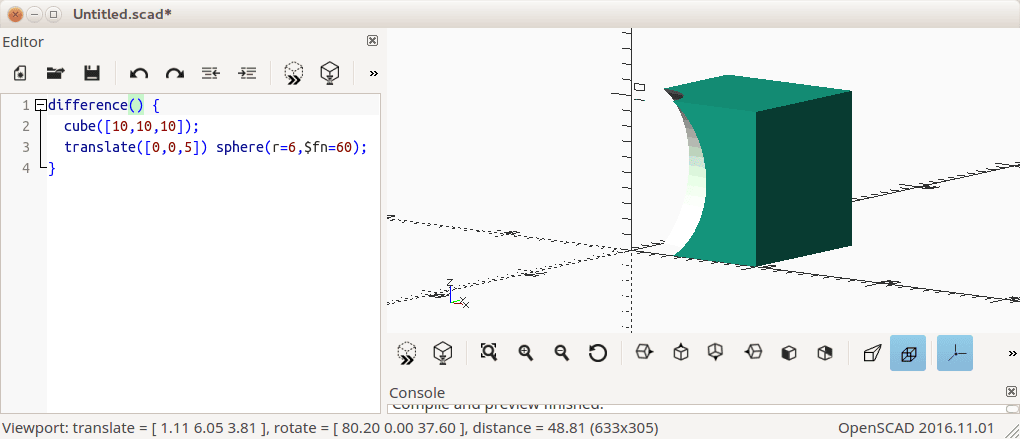 Untitled.scad*
Editor
»
1 difference() {
2 cube([10,10,10]);
3 translate([0,0,5]) sphere(r=6,$fn=60);
4 }
Z
X
»
Console
Compile and preview finished.
Viewport: translate = [ 1.11 6.05 3.81 ], rotate = [ 80.20 0.00 37.60 ], distance = 48.81 (633x305)
OpenSCAD 2016.11.01